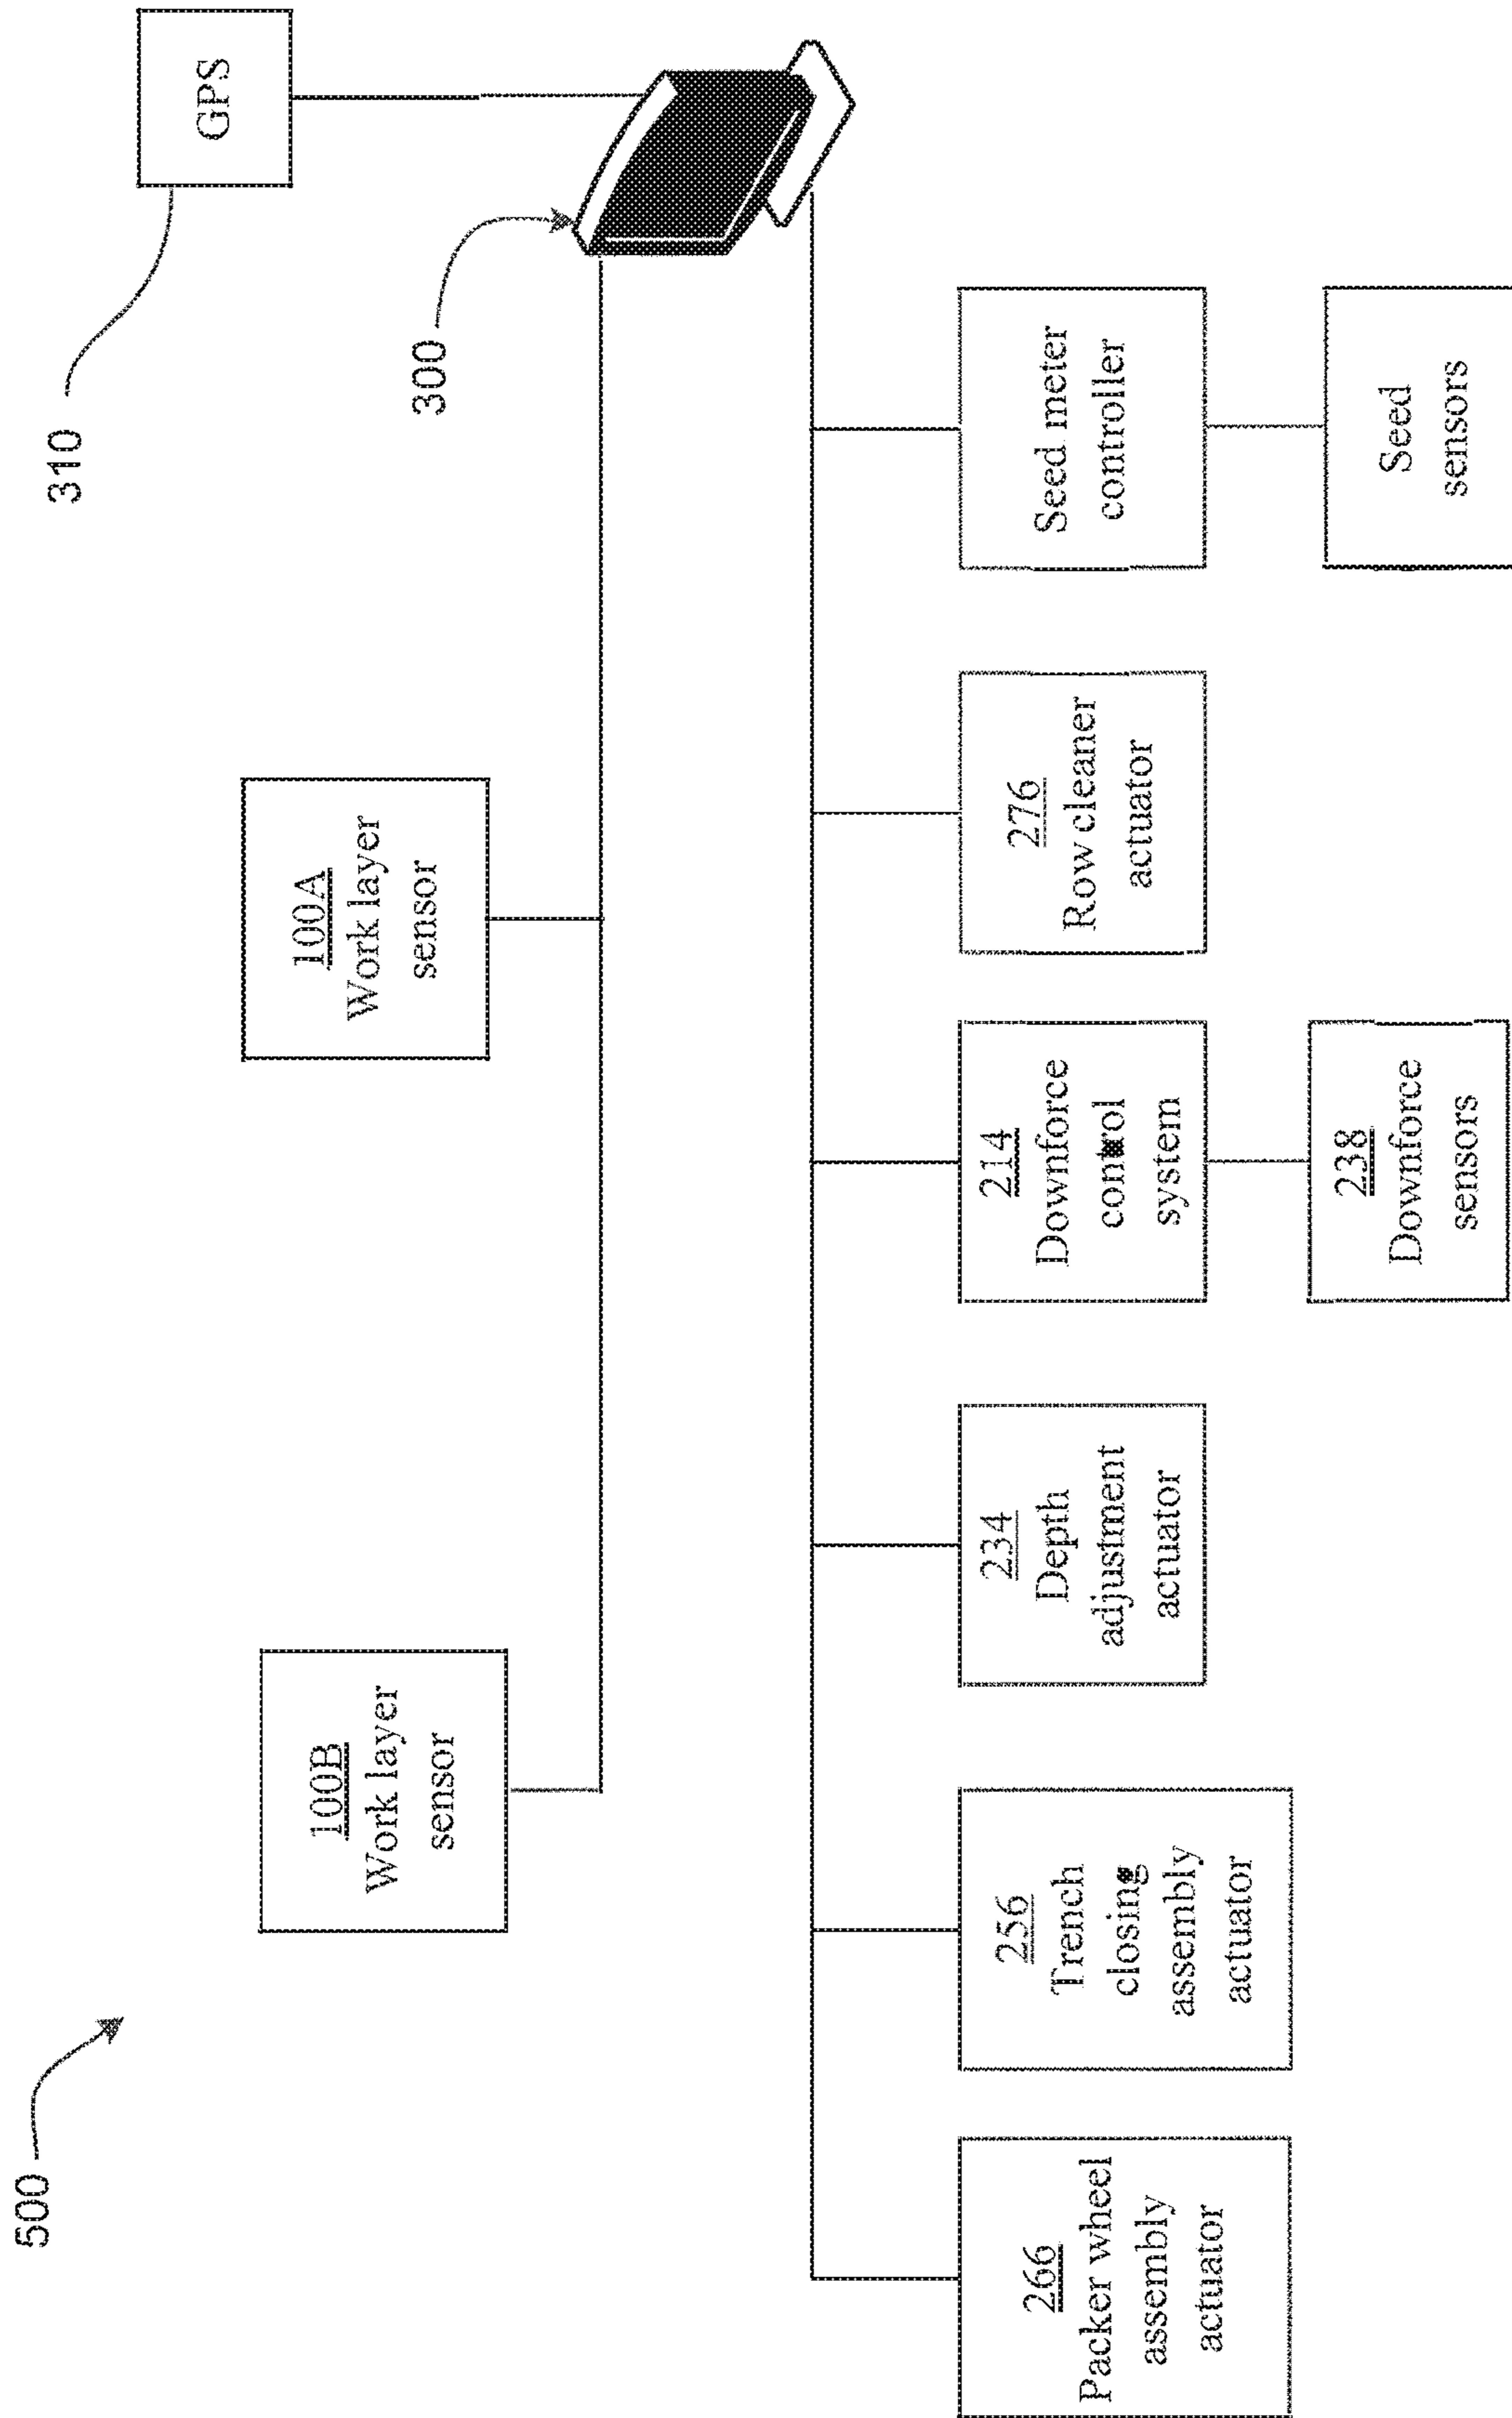 500
310
GPS
300
100B
Work layer
sensor
100A
Work layer
sensor
266
Packer wheel
assembly
actuator
256
Trench
closing
assembly
actuator
234
Depth
adjustment
actuator
214
Downforce
control
system
276
Row cleaner
actuator
Seed meter
controller
238
Downforce
sensors
Seed
sensors